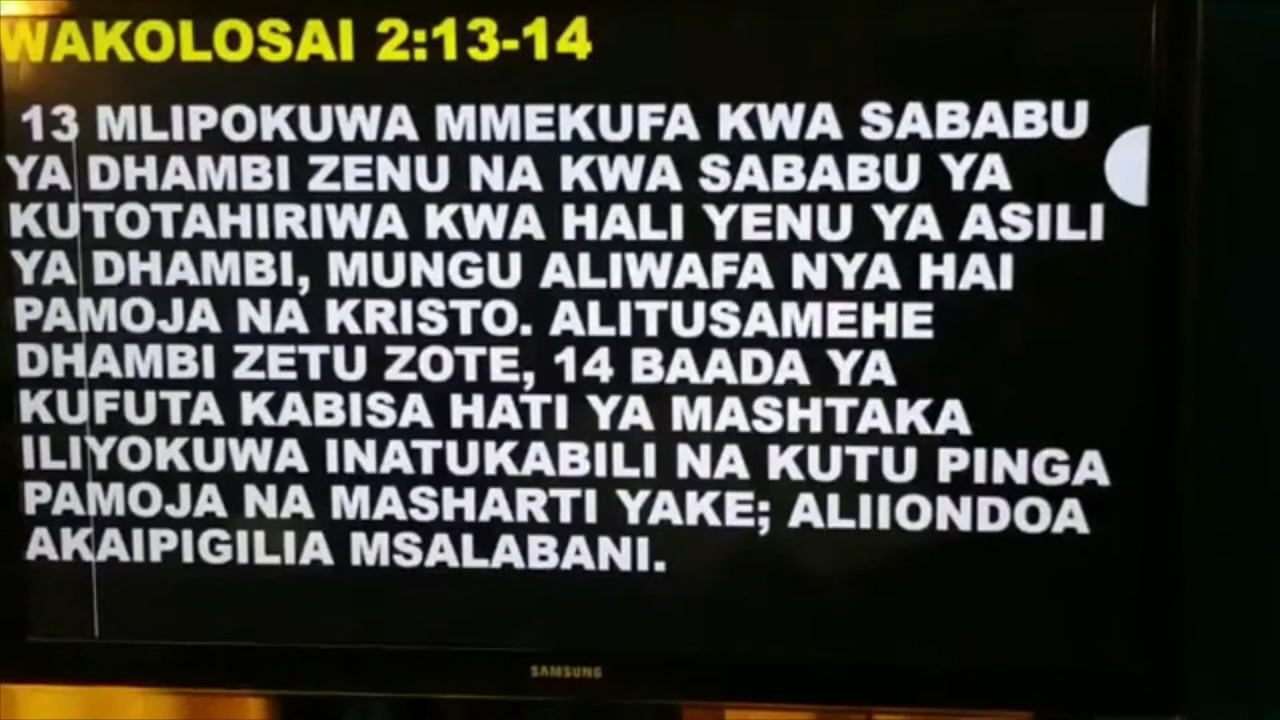 WAKOLOSAI 2:13-14
13 MLIPOKUWA MMEKUFA KWA SABABU
YA DHAMBI ZENU NA KWA SABABU YA
KUTOTAHIRIWA KWA HALI YENU YA ASILI
YA DHAMBI, MUNGU ALIWAFA NYA HAI
PAMOJA NA KRISTO. ALITUSAMEHE
DHAMBI ZETU ZOTE, 14 BAADA YA
KUFUTA KABISA HATI YA MASHTAKA
ILIYOKUWA INATUKABILI NA KUTU PINGA
PAMOJA NA MASHARTI YAKE; ALIIONDOA
AKAIPIGILIA MSALABANI.
SAMSUNG